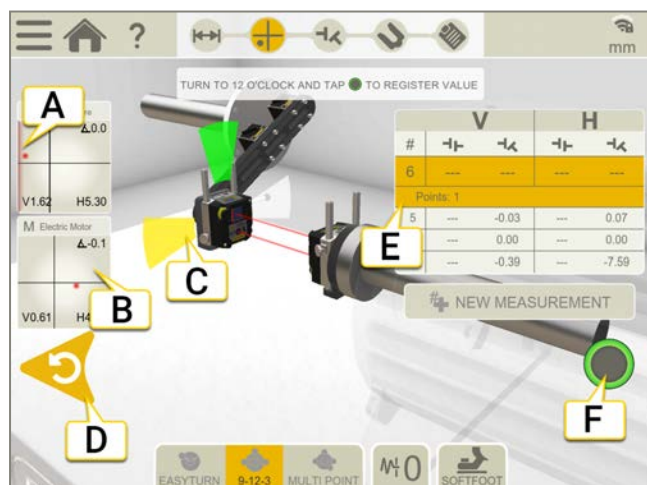 ?
mm
TURN TO 12 O'CLOCK AND TAP TO REGISTER VALUE
A
0.0
V1.62 H5.30
M Electric Motor
-0.1
V0.61 H4
B
C
D
V H
#
6 --- --- --- ---
Points: 1
5 --- -0.03 --- 0.07
--- 0.00 --- 0.00
--- -0.39 --- -7.59
E
NEW MEASUREMENT
F
EASYTURN 9-12-3 MULTI POINT 0 SOFTFOOT